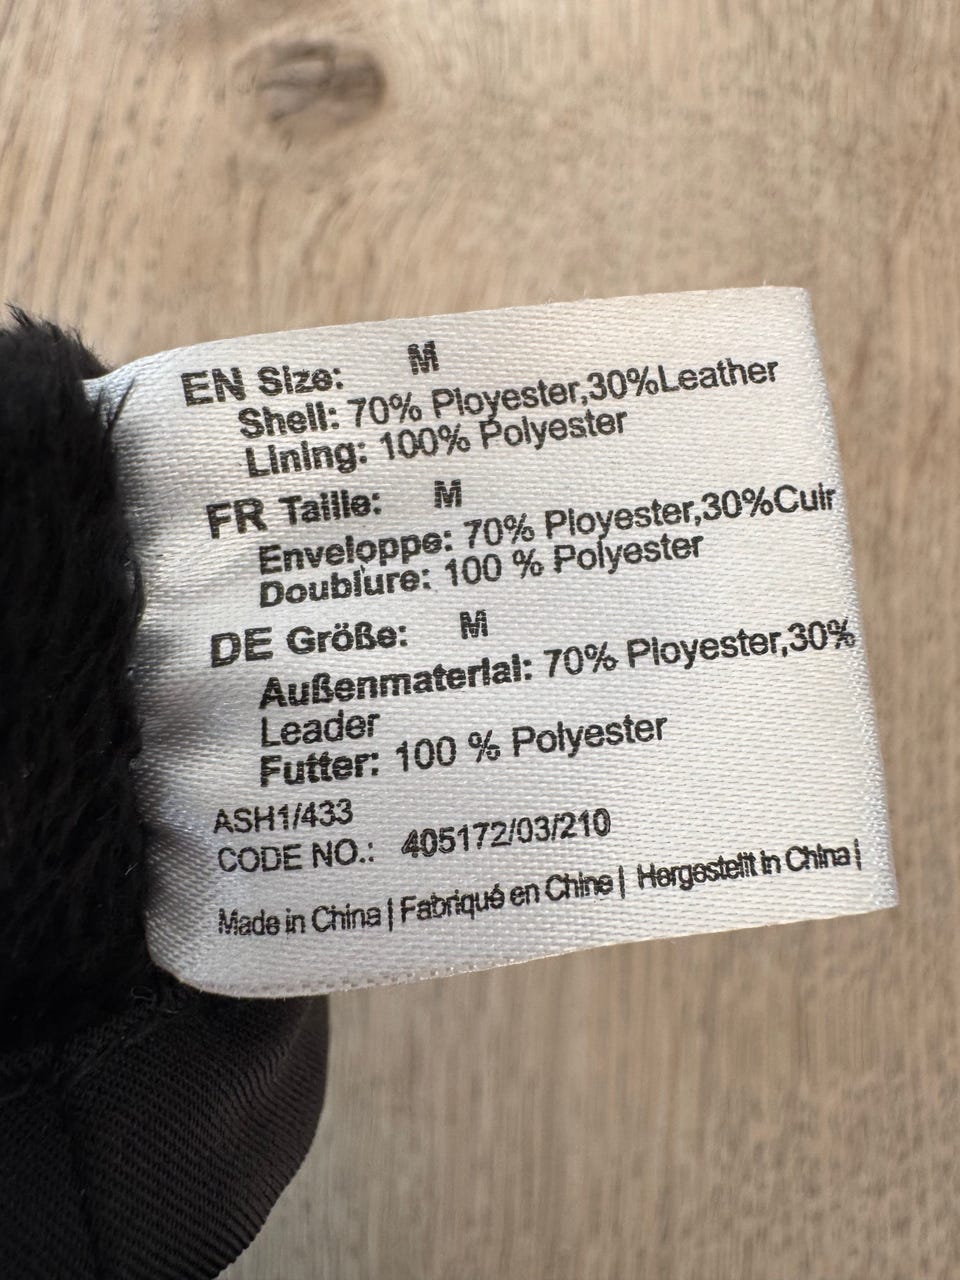 EN Size: M
Shell: 70% Ployester,30%Leather
Lining: 100% Polyester
FR Taille: M
Enveloppe: 70% Ployester,30%Cuir
Doublure: 100 % Polyester
DE Größe: M
Außenmaterial: 70% Ployester,30%
Leader
Futter: 100 % Polyester
ASH1/433
CODE NO.: 405172/03/210
Made in China | Fabriqué en Chine | Hergestellt in China |